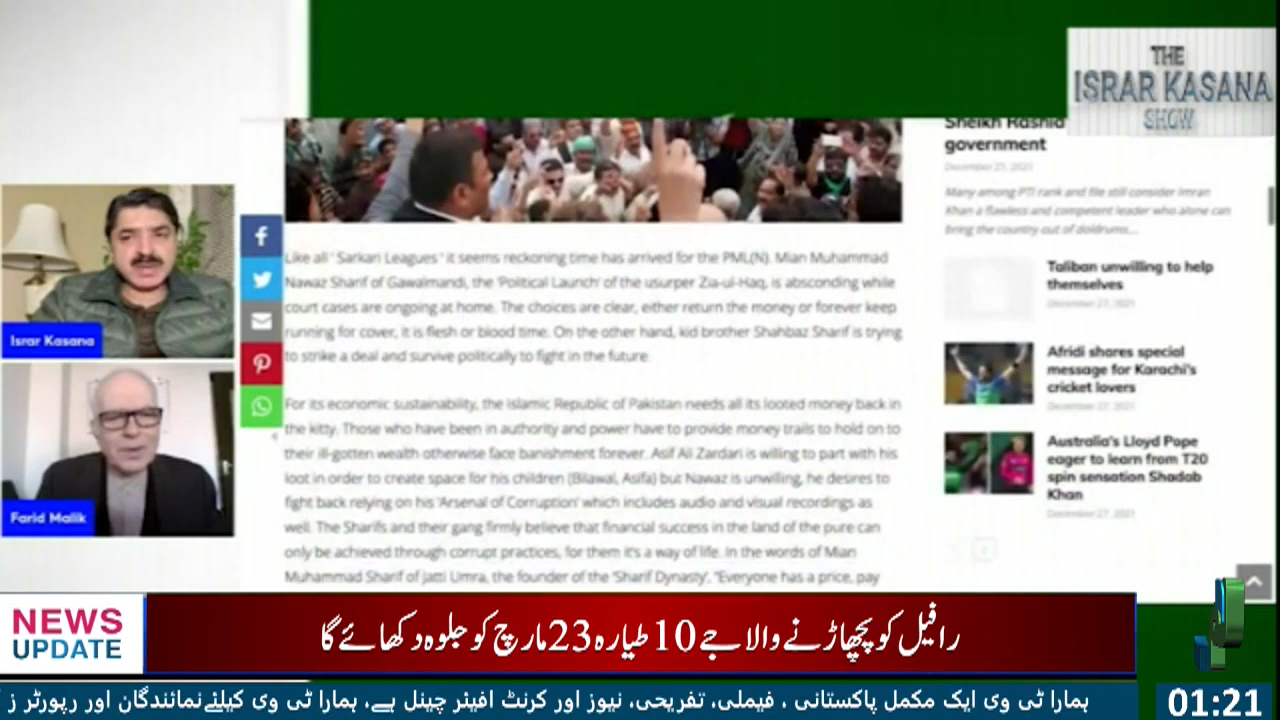 THE
ISRAR KASANA
SHOW
Israr Kasana
Farid Malik
Like all ' Sarkari Leagues ' it seems reckoning time has arrived for the PML(N). Mian Muhammad
Nawaz Sharif of Gawalmandi, the 'Political Launch' of the usurper Zia-ul-Haq, is absconding while
court cases are ongoing at home. The choices are clear, either return the money or forever keep
running for cover, it is flesh or blood time. On the other hand, kid brother Shahbaz Sharif is trying
to strike a deal and survive politically to fight in the future.
For its economic sustainability, the Islamic Republic of Pakistan needs all its looted money back in
the kitty. Those who have been in authority and power have to provide money trails to hold on to
their ill-gotten wealth otherwise face banishment forever. Asif Ali Zardari is willing to part with his
loot in order to create space for his children (Bilawal, Asifa) but Nawaz is unwilling, he desires to
fight back relying on his 'Arsenal of Corruption' which includes audio and visual recordings as
well. The Sharifs and their gang firmly believe that financial success in the land of the pure can
only be achieved through corrupt practices, for them it's a way of life. In the words of Mian
Muhammad Sharif of Jatti Umra, the founder of the 'Sharif Dynasty', "Everyone has a price, pay
Sheikh Rashid
government
December 25, 2021
Many among PTI rank and file still consider Imran
Khan a flawless and competent leader who alone can
bring the country out of doldrums....
Taliban unwilling to help
themselves
December 27, 2021
Afridi shares special
message for Karachi's
cricket lovers
December 27, 2021
Australia's Lloyd Pope
eager to learn from T20
spin sensation Shadab
Khan
December 27, 2021
NEWS
UPDATE
رافیل کو پچھاڑنے والا جے 10 طیارہ 23 مارچ کو جلوہ دکھائے گا
ہمارا ٹی وی ایک مکمل پاکستانی ، فیملی، تفریحی، نیوز اور کرنٹ افیئر چینل ہے، ہمارا ٹی وی کیلئے نمائندگان اور رپورٹر ز
01:21